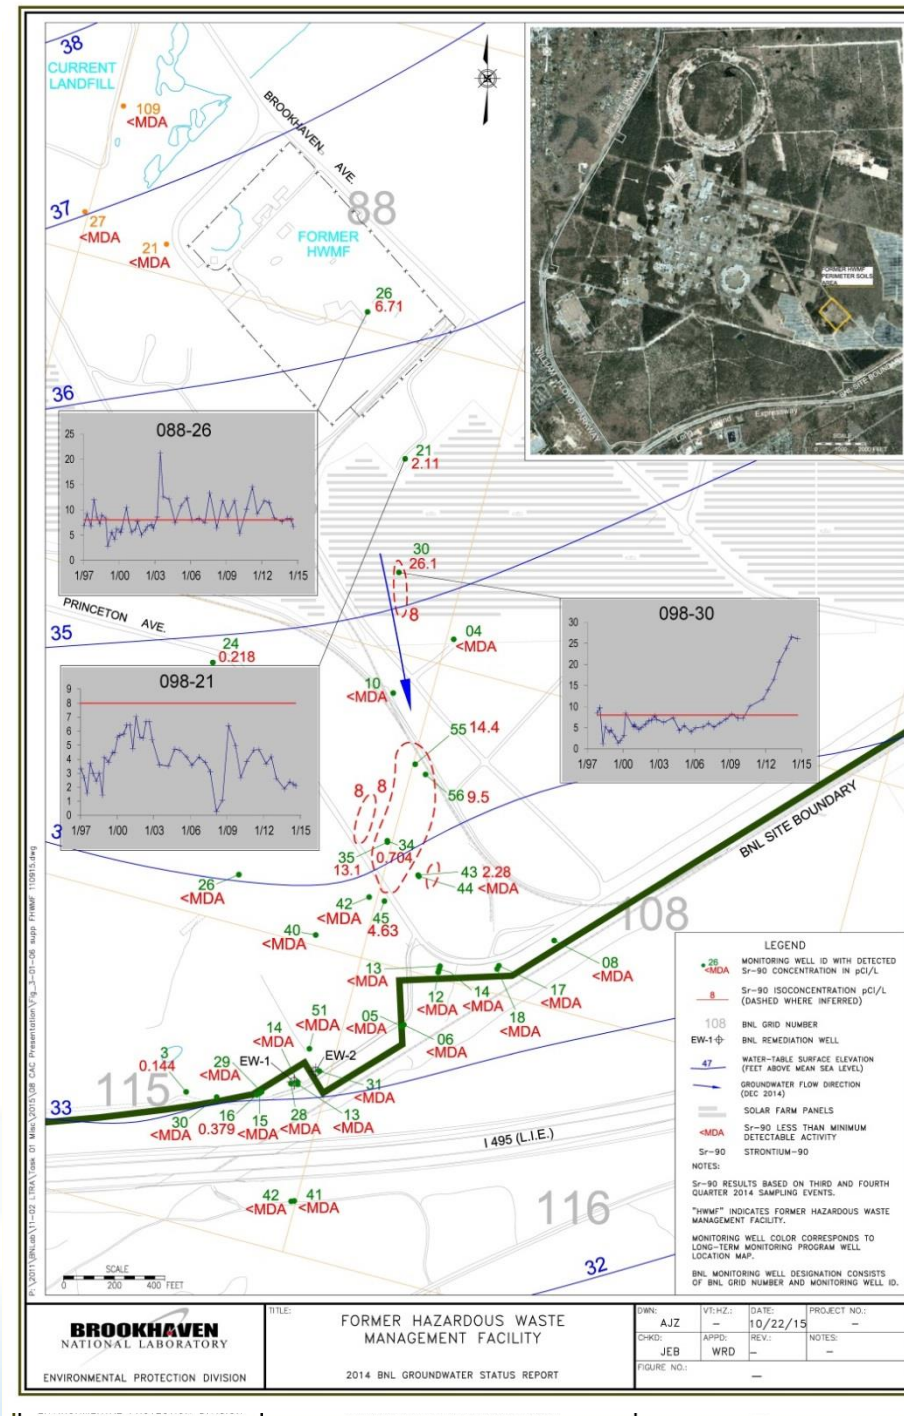 38
CURRENT
LANDFILL
109
<MDA
BROOKHAVEN AVE.
37
27
<MDA
21
<MDA
88
FORMER
HWMF
26
6.71
36
FORMER HWMF
PERIMETER SOILS
AREA
WILLIAM FLOYD PARKWAY
Expressway
SCALE
088-26
25
20
15
10
5
0
1/97 1/00 1/03 1/06 1/09 1/12 1/15
21
2.11
30
26.1
8
PRINCETON AVE.
35
24
0.218
04
<MDA
098-30
30
25
20
15
10
5
0
1/97 1/00 1/03 1/06 1/09 1/12 1/15
098-21
9
8
7
6
5
4
3
2
1
0
1/97 1/00 1/03 1/06 1/09 1/12 1/15
10
<MDA
55 14.4
56 9.5
8
8
35
13.1
34
0.704
43 2.28
44 <MDA
BNL SITE BOUNDARY
26
<MDA
42
<MDA
45
4.63
40
<MDA
108
08
<MDA
13
<MDA
12
<MDA
14
<MDA
17
<MDA
18
<MDA
51
<MDA
05
<MDA
06
<MDA
14
<MDA
EW-1
EW-2
3
0.144
29
<MDA
115
31
<MDA
33
30
<MDA
16
0.379
15
<MDA
28
<MDA
13
<MDA
I 495 (L.I.E.)
42
<MDA
41
<MDA
116
32
SCALE
0 200 400 FEET
LEGEND
26
<MDA
MONITORING WELL ID WITH DETECTED
Sr-90 CONCENTRATION IN pCi/L
8
Sr-90 ISOCONCENTRATION pCi/L
(DASHED WHERE INFERRED)
108 BNL GRID NUMBER
EW-1 BNL REMEDIATION WELL
47
WATER-TABLE SURFACE ELEVATION
(FEET ABOVE MEAN SEA LEVEL)
GROUNDWATER FLOW DIRECTION
(DEC 2014)
SOLAR FARM PANELS
<MDA
Sr-90 LESS THAN MINIMUM
DETECTABLE ACTIVITY
Sr-90 STRONTIUM-90
NOTES:
Sr-90 RESULTS BASED ON THIRD AND FOURTH
QUARTER 2014 SAMPLING EVENTS.
"HWMF" INDICATES FORMER HAZARDOUS WASTE
MANAGEMENT FACILITY.
MONITORING WELL COLOR CORRESPONDS TO
LONG-TERM MONITORING PROGRAM WELL
LOCATION MAP.
BNL MONITORING WELL DESIGNATION CONSISTS
OF BNL GRID NUMBER AND MONITORING WELL ID.
BROOKHAVEN
NATIONAL LABORATORY
ENVIRONMENTAL PROTECTION DIVISION
TITLE:
FORMER HAZARDOUS WASTE
MANAGEMENT FACILITY
2014 BNL GROUNDWATER STATUS REPORT
DWN:
AJZ
VT:HZ.:
–
DATE:
10/22/15
PROJECT NO.:
–
CHKD:
JEB
APPD:
WRD
REV.:
–
NOTES:
–
FIGURE NO.:
–